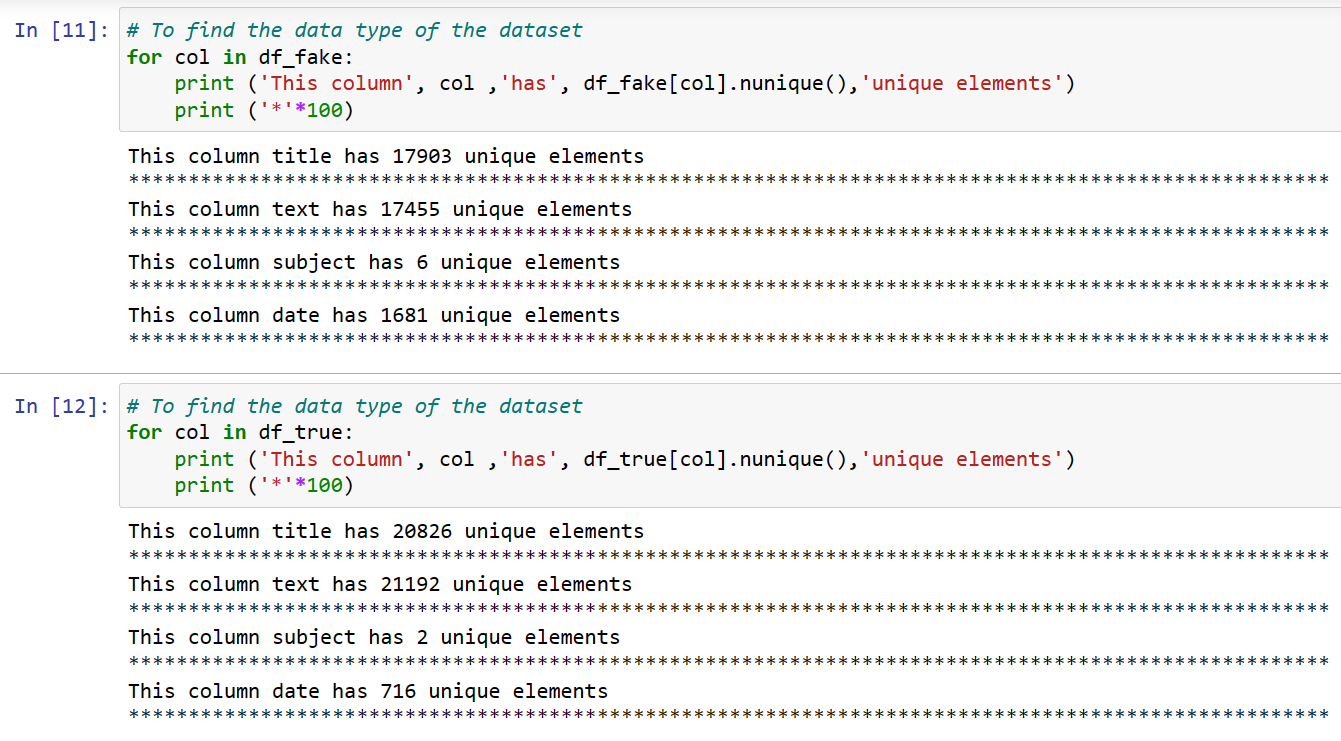 In [11]: # To find the data type of the dataset
for col in df_fake:
    print ('This column', col ,'has', df_fake[col].nunique(),'unique elements')
    print ('*'*100)
This column title has 17903 unique elements
****************************************************************************************************
This column text has 17455 unique elements
****************************************************************************************************
This column subject has 6 unique elements
****************************************************************************************************
This column date has 1681 unique elements
****************************************************************************************************
In [12]: # To find the data type of the dataset
for col in df_true:
    print ('This column', col ,'has', df_true[col].nunique(),'unique elements')
    print ('*'*100)
This column title has 20826 unique elements
****************************************************************************************************
This column text has 21192 unique elements
****************************************************************************************************
This column subject has 2 unique elements
****************************************************************************************************
This column date has 716 unique elements
****************************************************************************************************